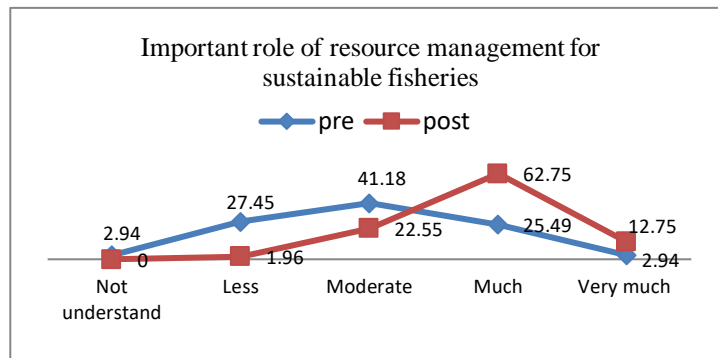 Important role of resource management for
sustainable fisheries
pre post
62.75
41.18
27.45
25.49
22.55
12.75
2.94
0
1.96
2.94
Not Less Moderate Much Very much
understand